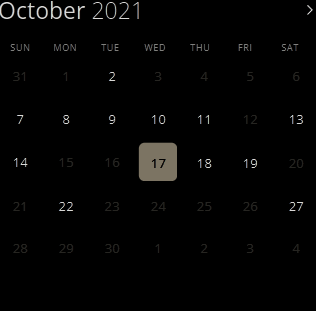 October 2021
SUN MON TUE WED THU FRI SAT
31 1 2 3 4 5 6
7 8 9 10 11 12 13
14 15 16 17 18 19 20
21 22 23 24 25 26 27
28 29 30 1 2 3 4